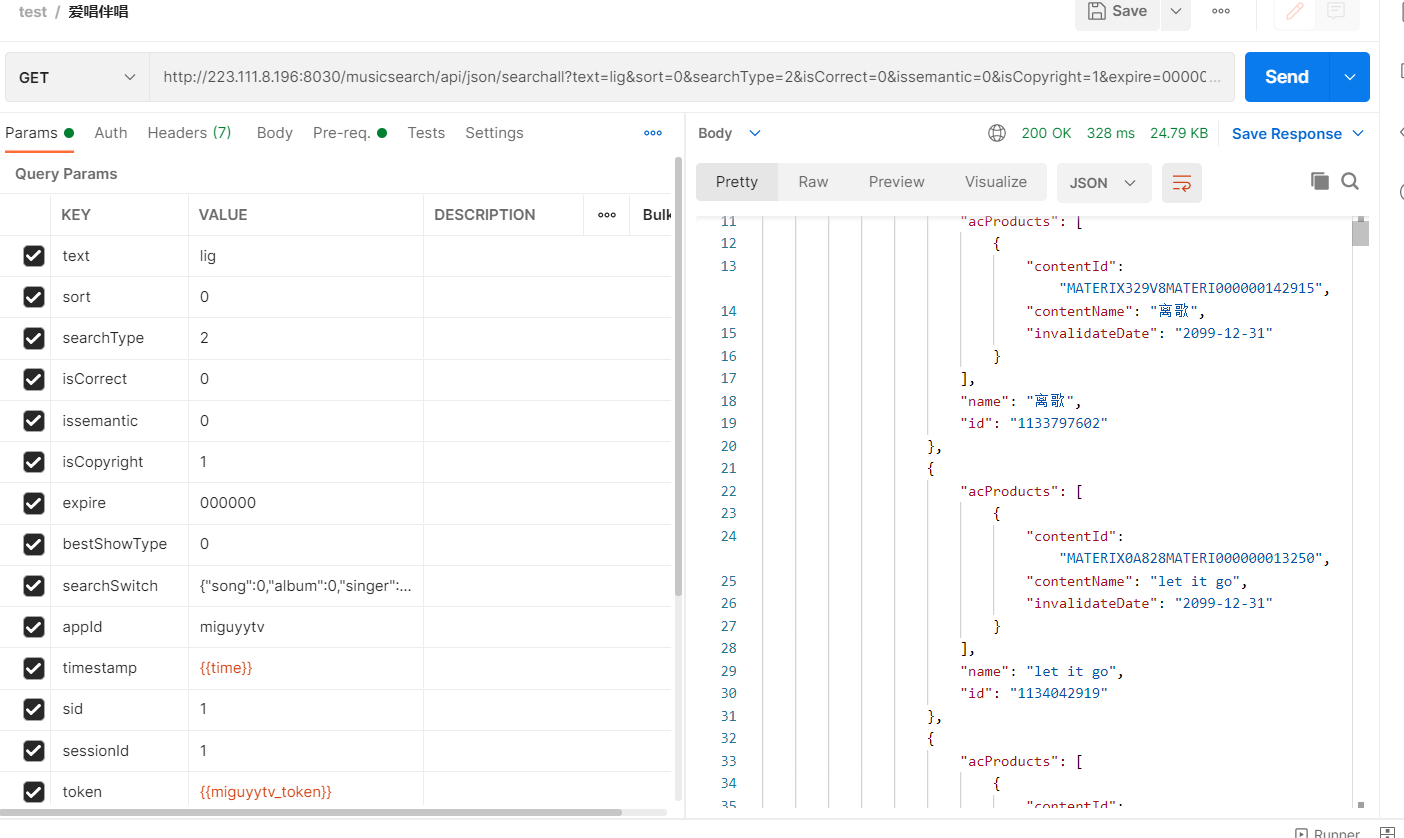 test / 爱唱伴唱
Save
GET
http://223.111.8.196:8030/musicsearch/api/json/searchall?text=lig&sort=0&searchType=2&isCorrect=0&issemantic=0&isCopyright=1&expire=00000 ...
Send
Params Auth Headers (7) Body Pre-req. Tests Settings
Query Params
KEY VALUE DESCRIPTION Bulk
text lig
sort 0
searchType 2
isCorrect 0
issemantic 0
isCopyright 1
expire 000000
bestShowType 0
searchSwitch {"song":0,"album":0,"singer":...
appId miguyytv
timestamp {{time}}
sid 1
sessionId 1
token {{miguyytv_token}}
Body 200 OK 328 ms 24.79 KB Save Response
Pretty Raw Preview Visualize JSON
11 "acProducts": [
12 {
13 "contentId":
"MATERIX329V8MATERI000000142915",
14 "contentName": "离歌",
15 "invalidateDate": "2099-12-31"
16 }
17 ],
18 "name": "离歌",
19 "id": "1133797602"
20 },
21 {
22 "acProducts": [
23 {
24 "contentId":
"MATERIX0A828MATERI000000013250",
25 "contentName": "let it go",
26 "invalidateDate": "2099-12-31"
27 }
28 ],
29 "name": "let it go",
30 "id": "1134042919"
31 },
32 {
33 "acProducts": [
34 {
35 "contentId":
Runner